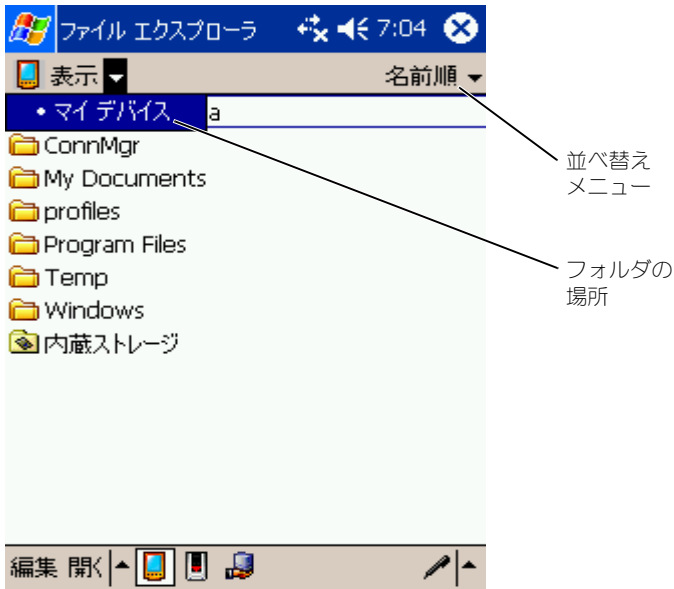 ファイル エクスプローラ 7:04
表示 名前順
・マイ デバイス a
ConnMgr
My Documents
profiles
Program Files
Temp
Windows
内蔵ストレージ
編集 開く
並べ替え
メニュー
フォルダの
場所